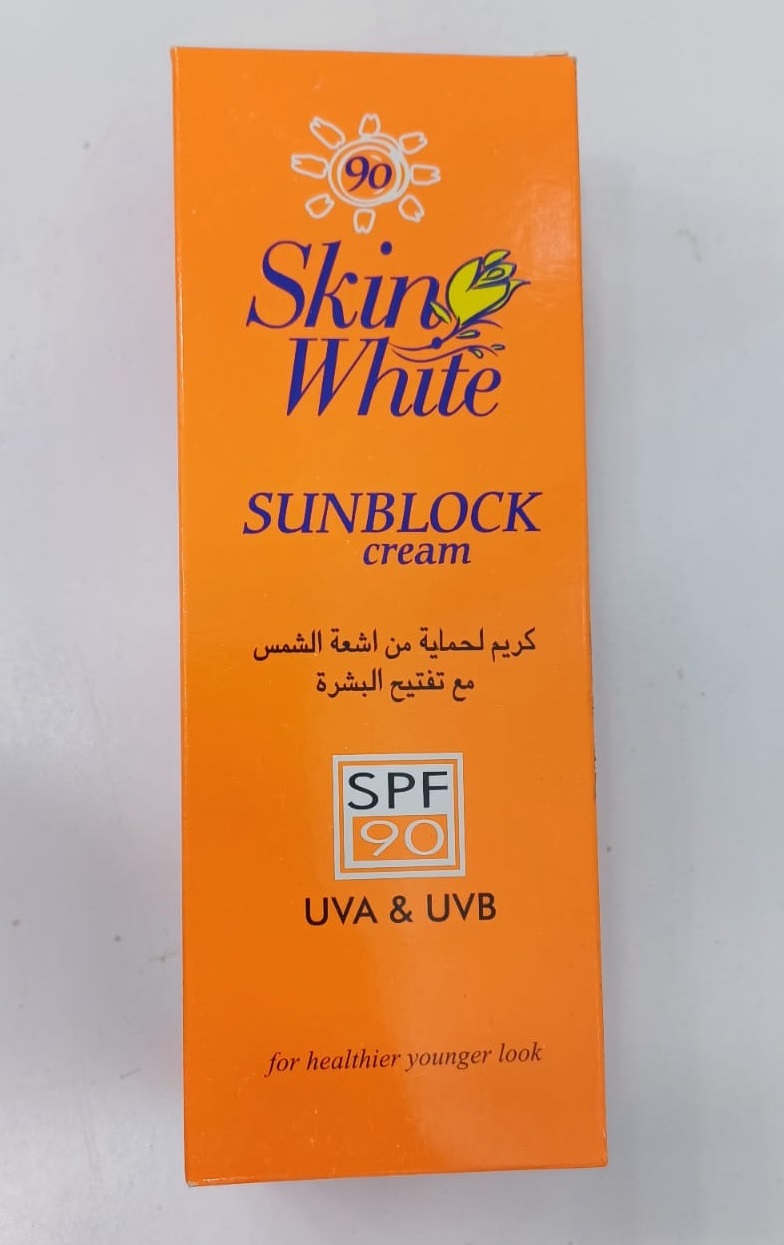 90
Skin
White
SUNBLOCK
cream
كريم لحماية من اشعة الشمس
مع تفتيح البشرة
SPF
90
UVA & UVB
for healthier younger look